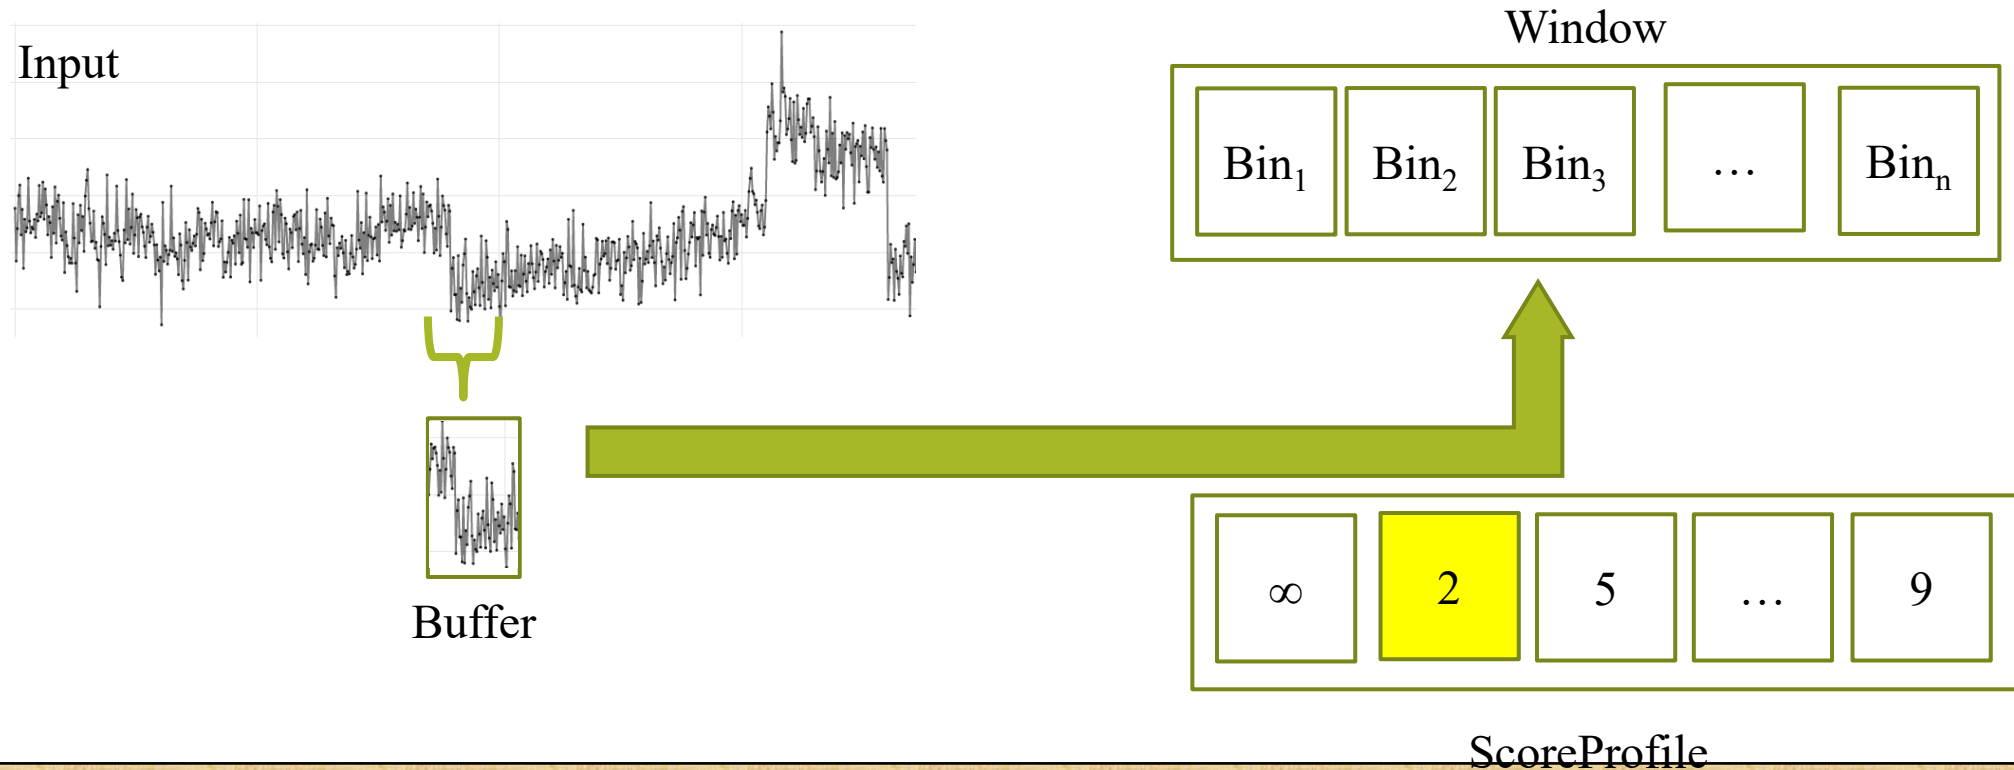 Input
Window
Bin₁ Bin₂ Bin₃ … Binₙ
Buffer
∞ 2 5 … 9
ScoreProfile